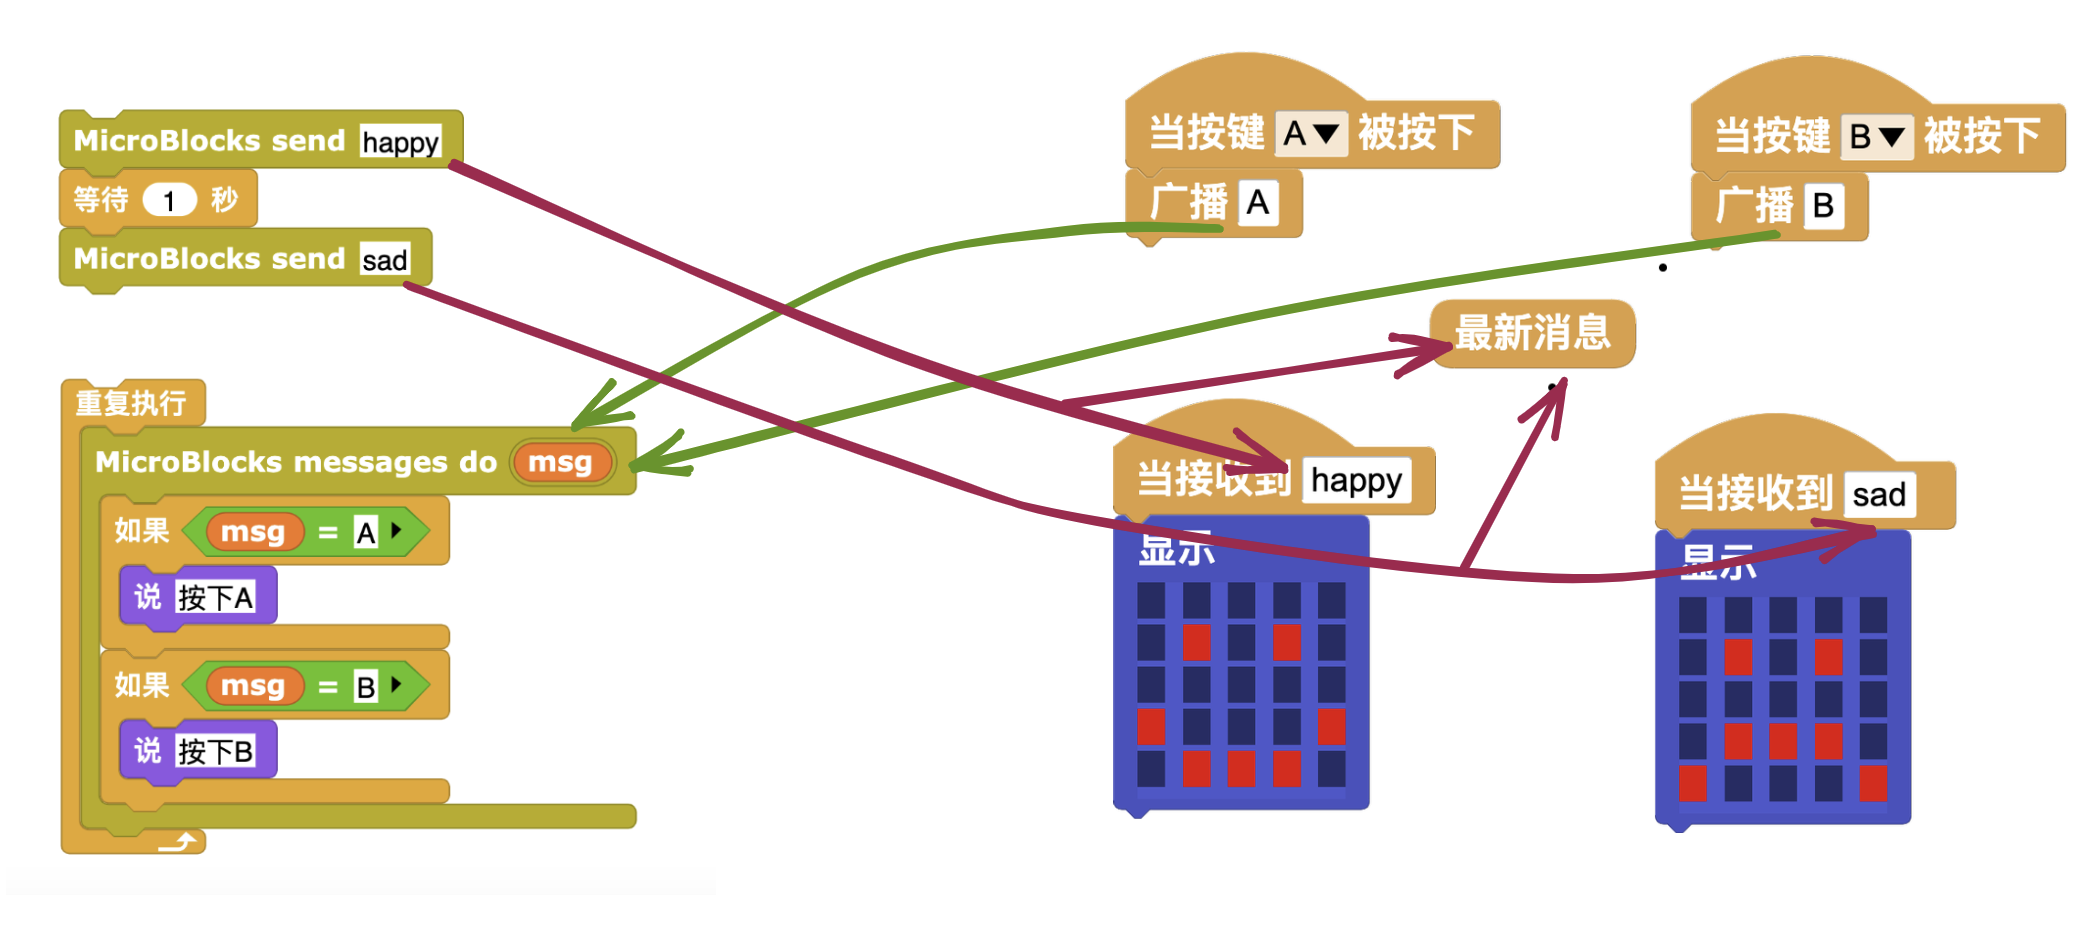 MicroBlocks send happy
等待 1 秒
MicroBlocks send sad
重复执行
MicroBlocks messages do msg
如果 msg = A
说 按下A
如果 msg = B
说 按下B
当按键 A 被按下
广播 A
当按键 B 被按下
广播 B
最新消息
当接收到 happy
显示
当接收到 sad
显示